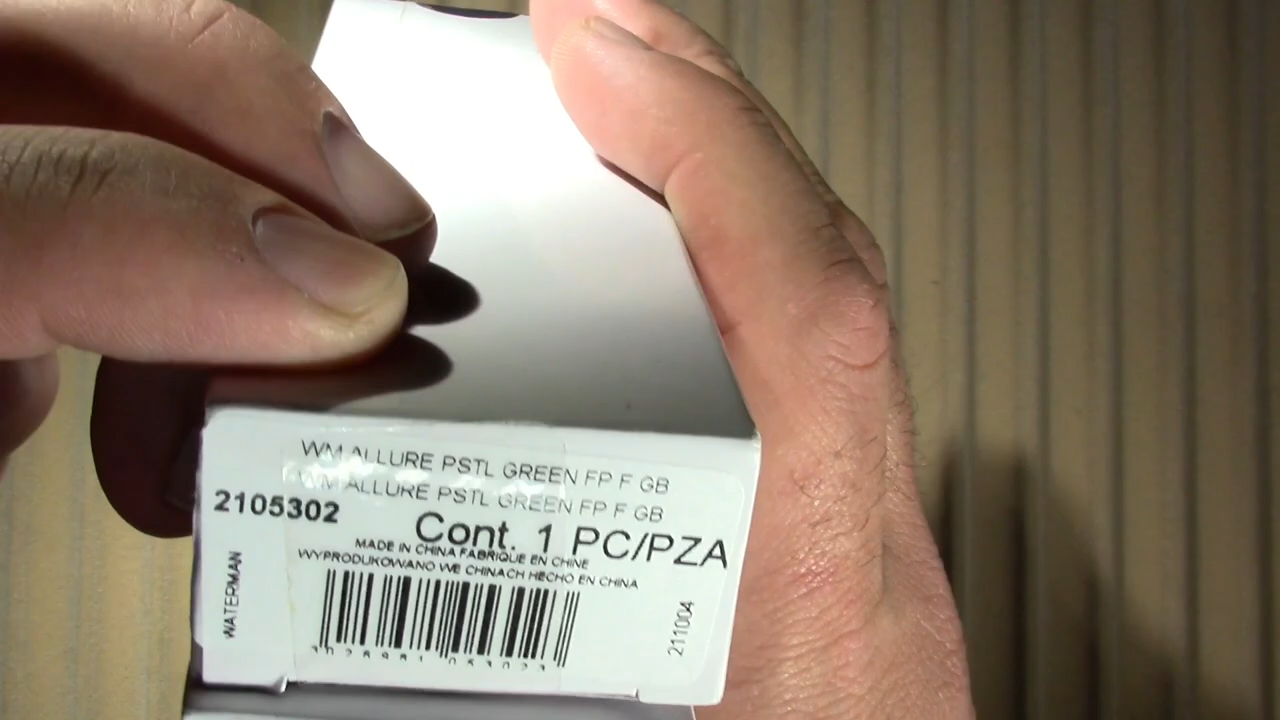 WM ALLURE PSTL GREEN FP F GB
WM ALLURE PSTL GREEN FP F GB
2105302
Cont. 1 PC/PZA
MADE IN CHINA FABRIQUE EN CHINE
WYPRODUKOWANO WE CHINACH HECHO EN CHINA
WATERMAN
211004